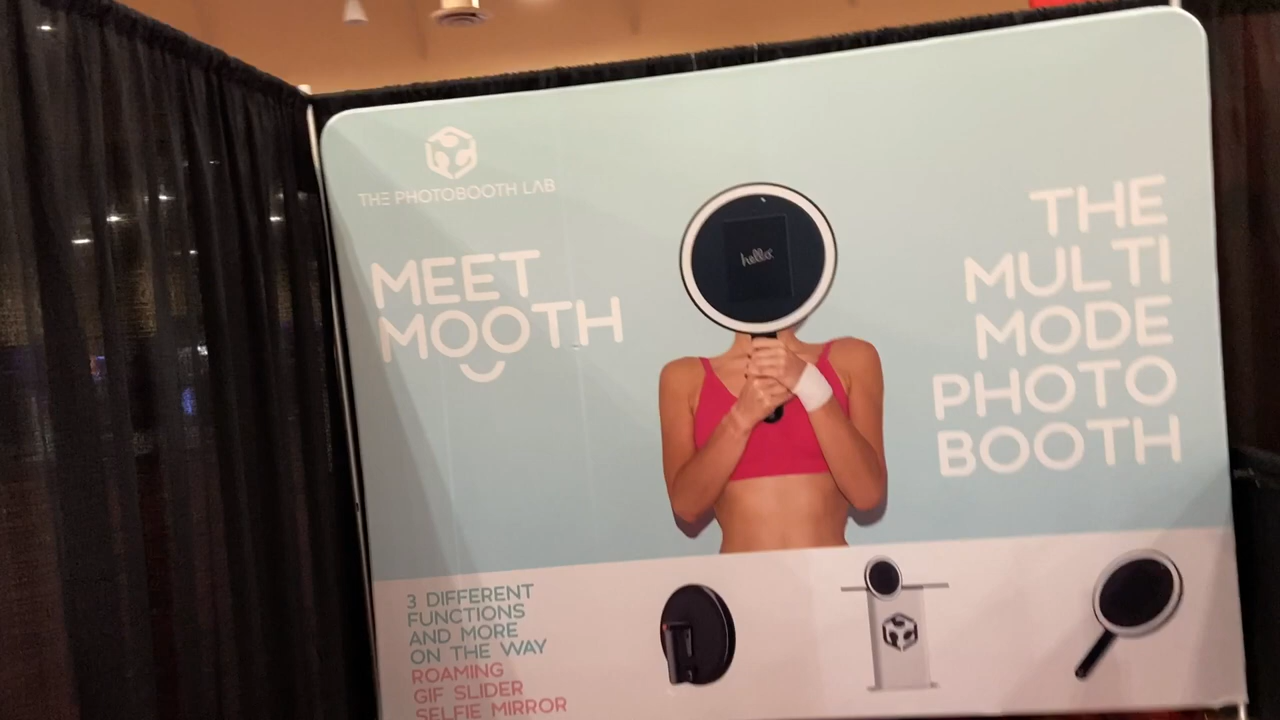 THE PHOTOBOOTH LAB
MEET
MOOTH
hello
THE
MULTI
MODE
PHOTO
BOOTH
3 DIFFERENT
FUNCTIONS
AND MORE
ON THE WAY
ROAMING
GIF SLIDER
SELFIE MIRROR